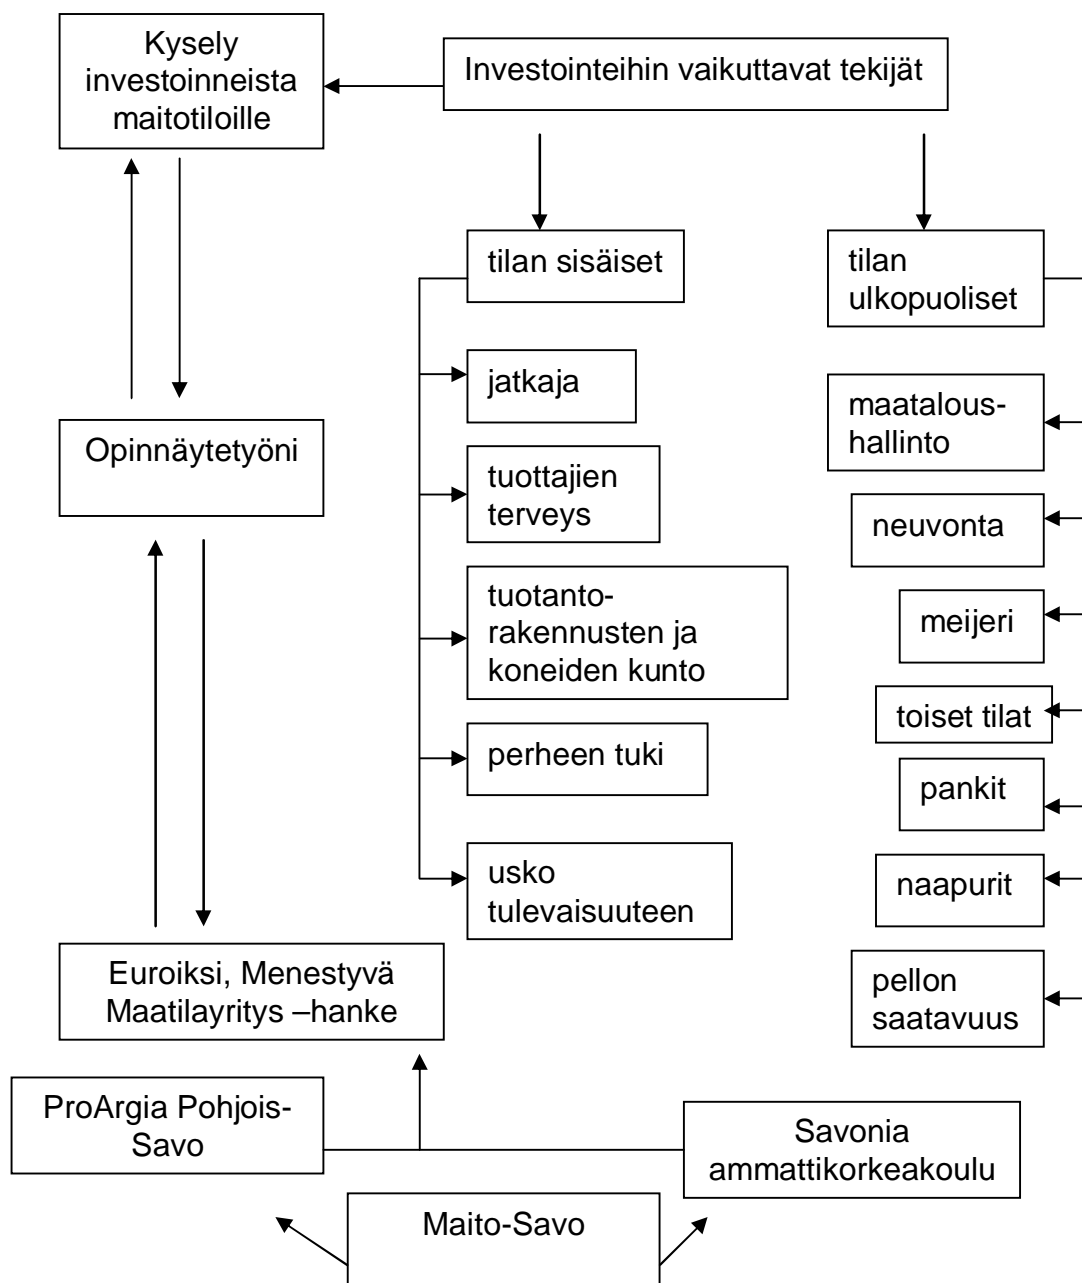 Kysely
investoinneista
maitotiloille
Investointeihin vaikuttavat tekijät
tilan sisäiset
tilan
ulkopuoliset
jatkaja
maatalous-
hallinto
Opinnäytetyöni
tuottajien
terveys
neuvonta
tuotanto-
rakennusten ja
koneiden kunto
meijeri
toiset tilat
perheen tuki
pankit
usko
tulevaisuuteen
naapurit
Euroiksi, Menestyvä
Maatilayritys –hanke
pellon
saatavuus
ProArgia Pohjois-
Savo
Savonia
ammattikorkeakoulu
Maito-Savo